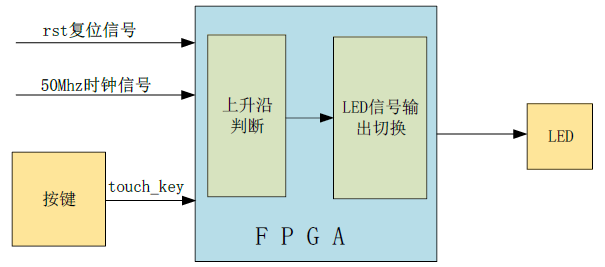 rst复位信号
50Mhz时钟信号
按键
touch_key
上升沿
判断
LED信号输
出切换
F P G A
LED